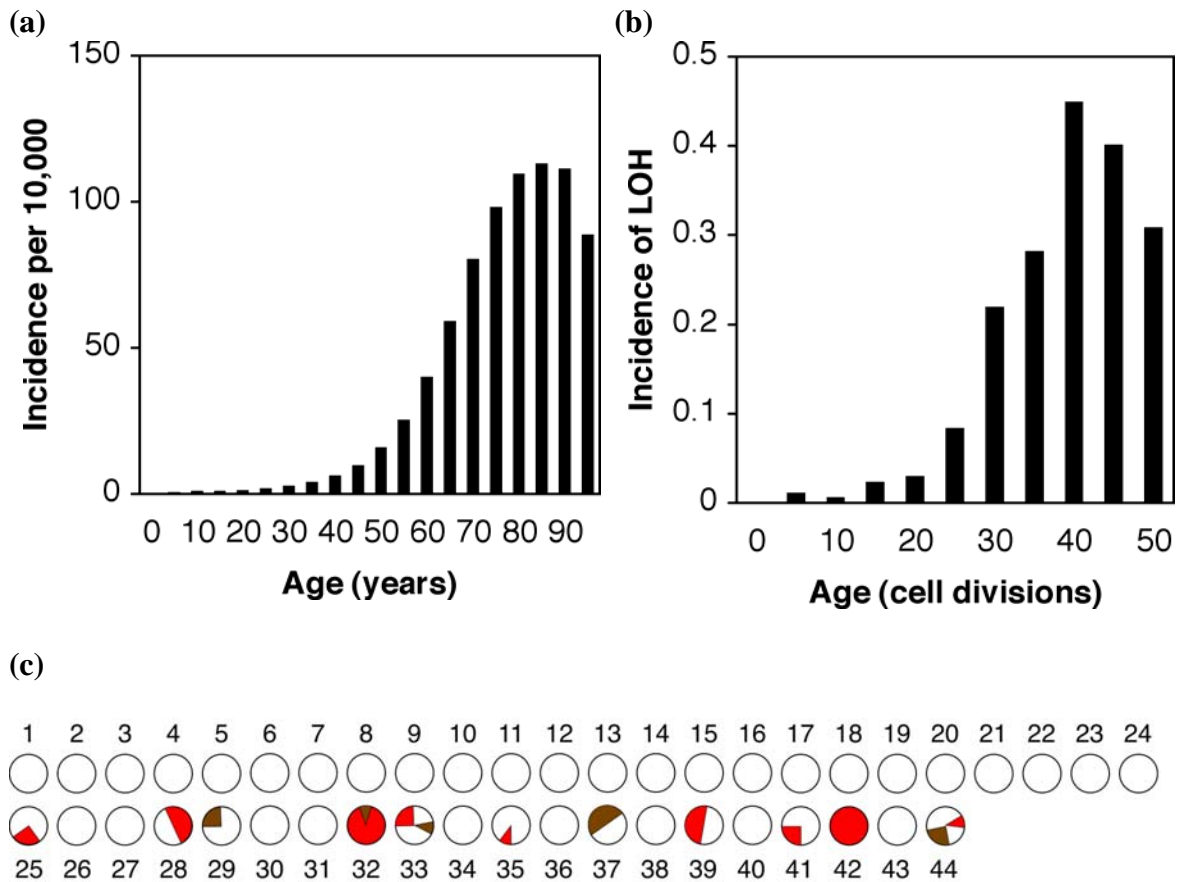 (a)
150
100
50
0
Incidence per 10,000
0 10 20 30 40 50 60 70 80 90
Age (years)
(b)
0.5
0.4
0.3
0.2
0.1
0
Incidence of LOH
0 10 20 30 40 50
Age (cell divisions)
(c)
1 2 3 4 5 6 7 8 9 10 11 12 13 14 15 16 17 18 19 20 21 22 23 24
25 26 27 28 29 30 31 32 33 34 35 36 37 38 39 40 41 42 43 44